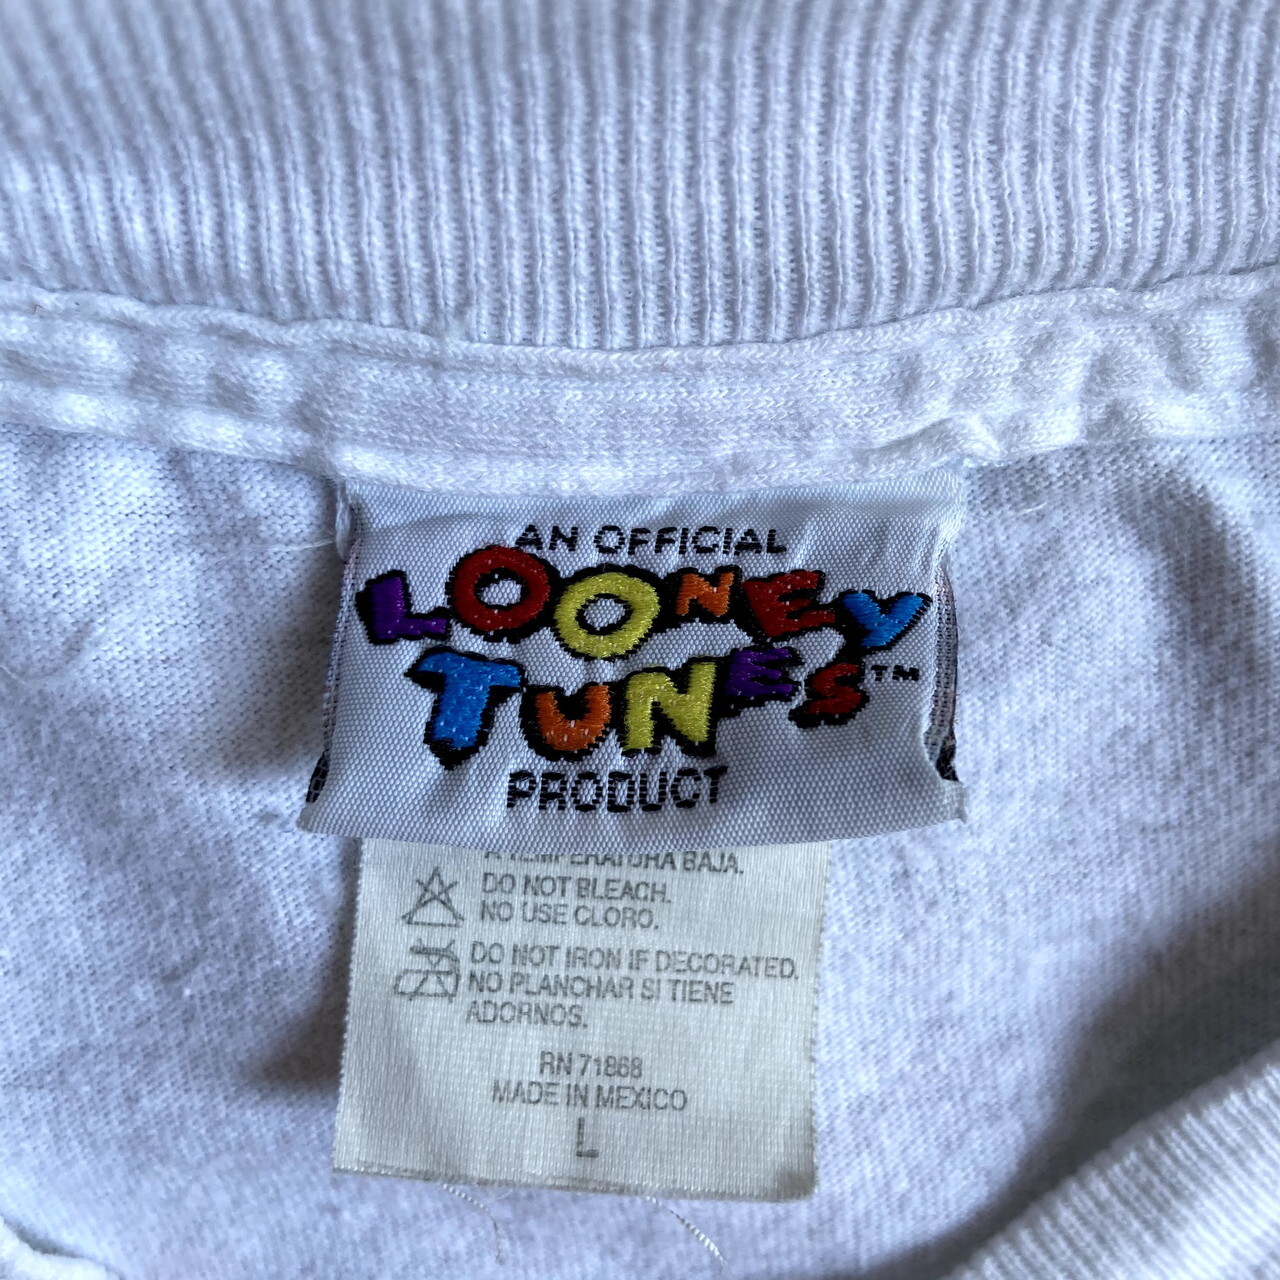 AN OFFICIAL
LOONEY
TUNES™
PRODUCT
A TEMPERATURA BAJA.
DO NOT BLEACH.
NO USE CLORO.
DO NOT IRON IF DECORATED.
NO PLANCHAR SI TIENE
ADORNOS.
RN 71868
MADE IN MEXICO
L